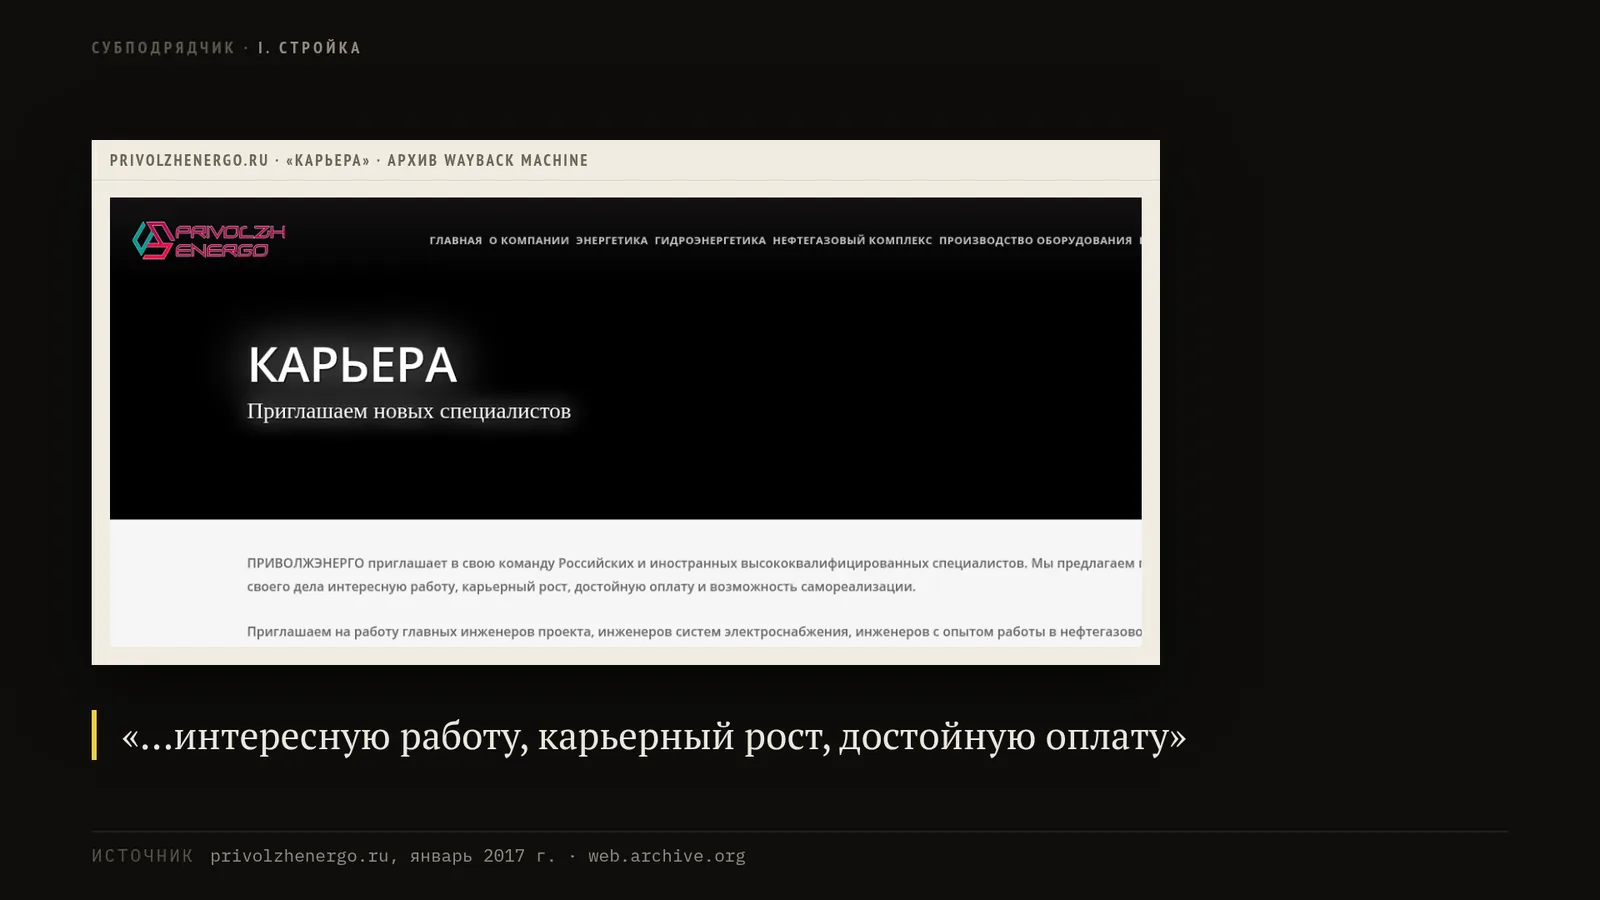 СУБПОДРЯДЧИК · I. СТРОЙКА
PRIVOLZHENERGO.RU · «КАРЬЕРА» · АРХИВ WAYBACK MACHINE
PRIVOLZH
ENERGO
ГЛАВНАЯ О КОМПАНИИ ЭНЕРГЕТИКА ГИДРОЭНЕРГЕТИКА НЕФТЕГАЗОВЫЙ КОМПЛЕКС ПРОИЗВОДСТВО ОБОРУДОВАНИЯ
КАРЬЕРА
Приглашаем новых специалистов
ПРИВОЛЖЭНЕРГО приглашает в свою команду Российских и иностранных высококвалифицированных специалистов. Мы предлагаем
своего дела интересную работу, карьерный рост, достойную оплату и возможность самореализации.
Приглашаем на работу главных инженеров проекта, инженеров систем электроснабжения, инженеров с опытом работы в нефтегазово
«...интересную работу, карьерный рост, достойную оплату»
ИСТОЧНИК privolzhenergo.ru, январь 2017 г. · web.archive.org